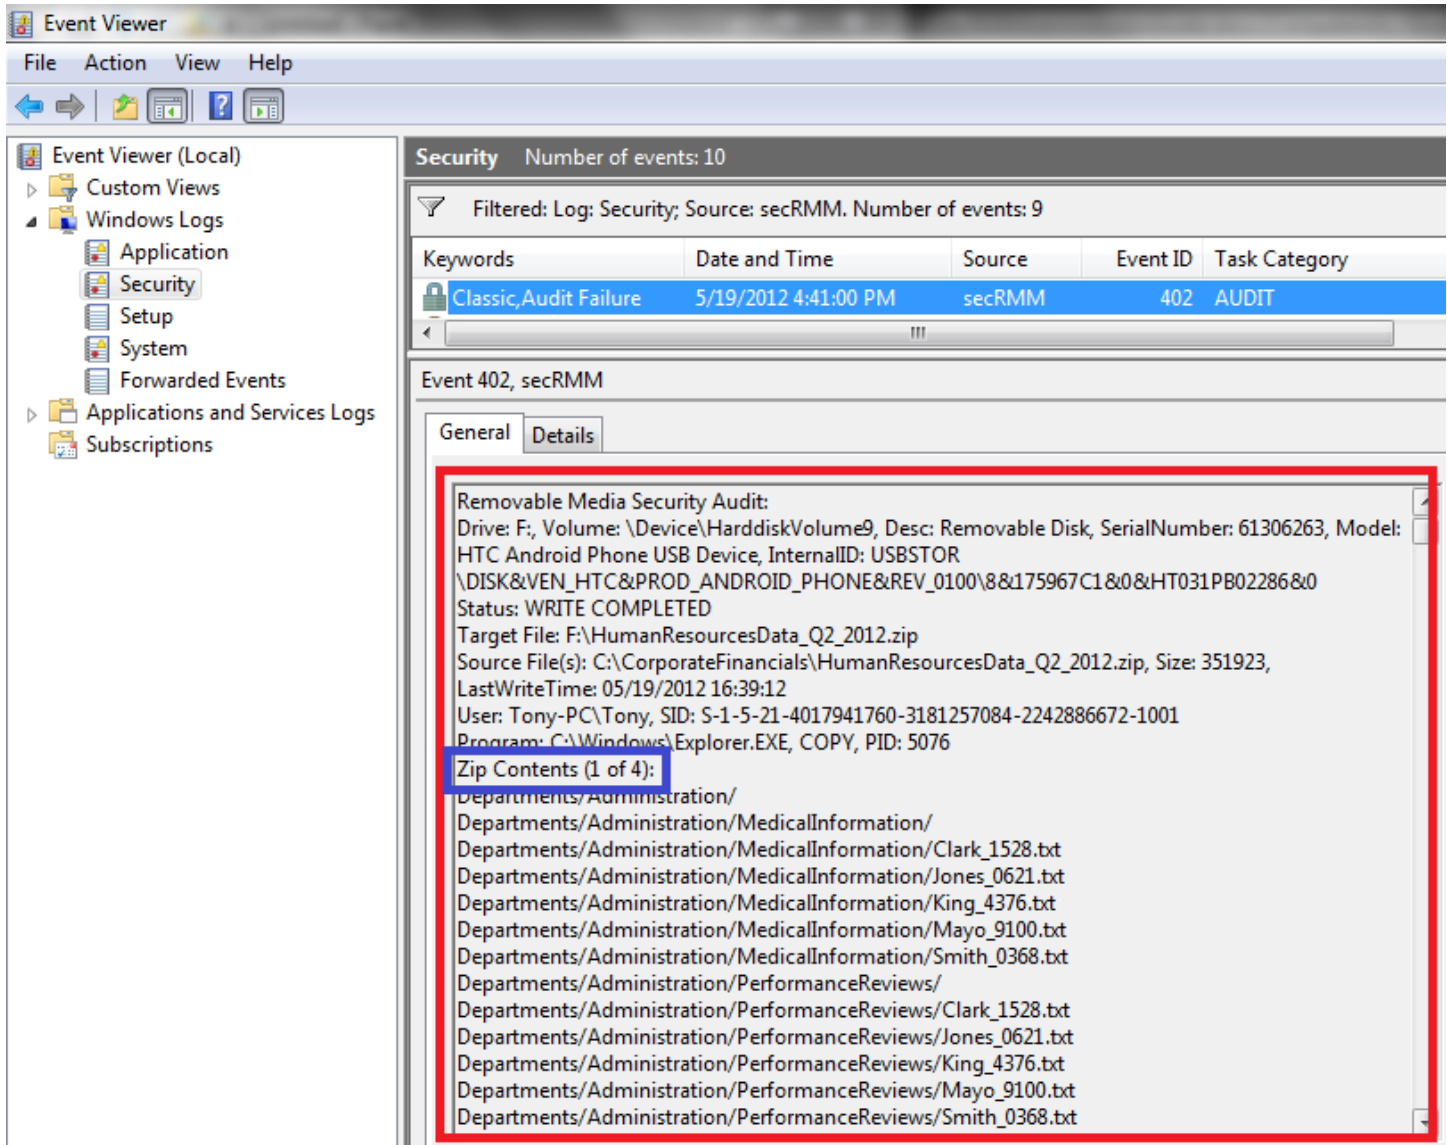 Event Viewer
File Action View Help
Event Viewer (Local)
Custom Views
Windows Logs
Application
Security
Setup
System
Forwarded Events
Applications and Services Logs
Subscriptions
Security Number of events: 10
Filtered: Log: Security; Source: secRMM. Number of events: 9
Keywords Date and Time Source Event ID Task Category
Classic,Audit Failure 5/19/2012 4:41:00 PM secRMM 402 AUDIT
Event 402, secRMM
General Details
Removable Media Security Audit:
Drive: F:, Volume: \Device\HarddiskVolume9, Desc: Removable Disk, SerialNumber: 61306263, Model:
HTC Android Phone USB Device, InternalID: USBSTOR
\DISK&VEN_HTC&PROD_ANDROID_PHONE&REV_0100\8&175967C1&0&HT031PB02286&0
Status: WRITE COMPLETED
Target File: F:\HumanResourcesData_Q2_2012.zip
Source File(s): C:\CorporateFinancials\HumanResourcesData_Q2_2012.zip, Size: 351923,
LastWriteTime: 05/19/2012 16:39:12
User: Tony-PC\Tony, SID: S-1-5-21-4017941760-3181257084-2242886672-1001
Program: C:\Windows\Explorer.EXE, COPY, PID: 5076
Zip Contents (1 of 4):
Departments/Administration/
Departments/Administration/MedicalInformation/
Departments/Administration/MedicalInformation/Clark_1528.txt
Departments/Administration/MedicalInformation/Jones_0621.txt
Departments/Administration/MedicalInformation/King_4376.txt
Departments/Administration/MedicalInformation/Mayo_9100.txt
Departments/Administration/MedicalInformation/Smith_0368.txt
Departments/Administration/PerformanceReviews/
Departments/Administration/PerformanceReviews/Clark_1528.txt
Departments/Administration/PerformanceReviews/Jones_0621.txt
Departments/Administration/PerformanceReviews/King_4376.txt
Departments/Administration/PerformanceReviews/Mayo_9100.txt
Departments/Administration/PerformanceReviews/Smith_0368.txt